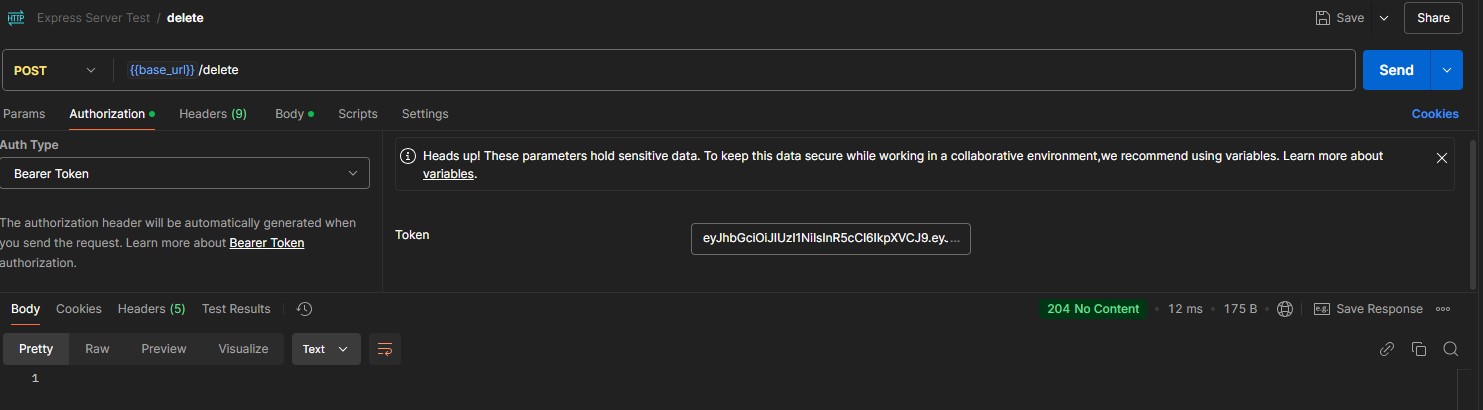 HTTP Express Server Test / delete Save Share
POST {{base_url}} /delete Send
Params Authorization Headers (9) Body Scripts Settings Cookies
Auth Type
Bearer Token
The authorization header will be automatically generated when
you send the request. Learn more about Bearer Token
authorization.
Heads up! These parameters hold sensitive data. To keep this data secure while working in a collaborative environment,we recommend using variables. Learn more about
variables.
Token eyJhbGciOiJIUzI1NiIsInR5cCI6IkpXVCJ9.ey. ...
Body Cookies Headers (5) Test Results 204 No Content • 12 ms • 175 B • e.g. Save Response
Pretty Raw Preview Visualize Text
1